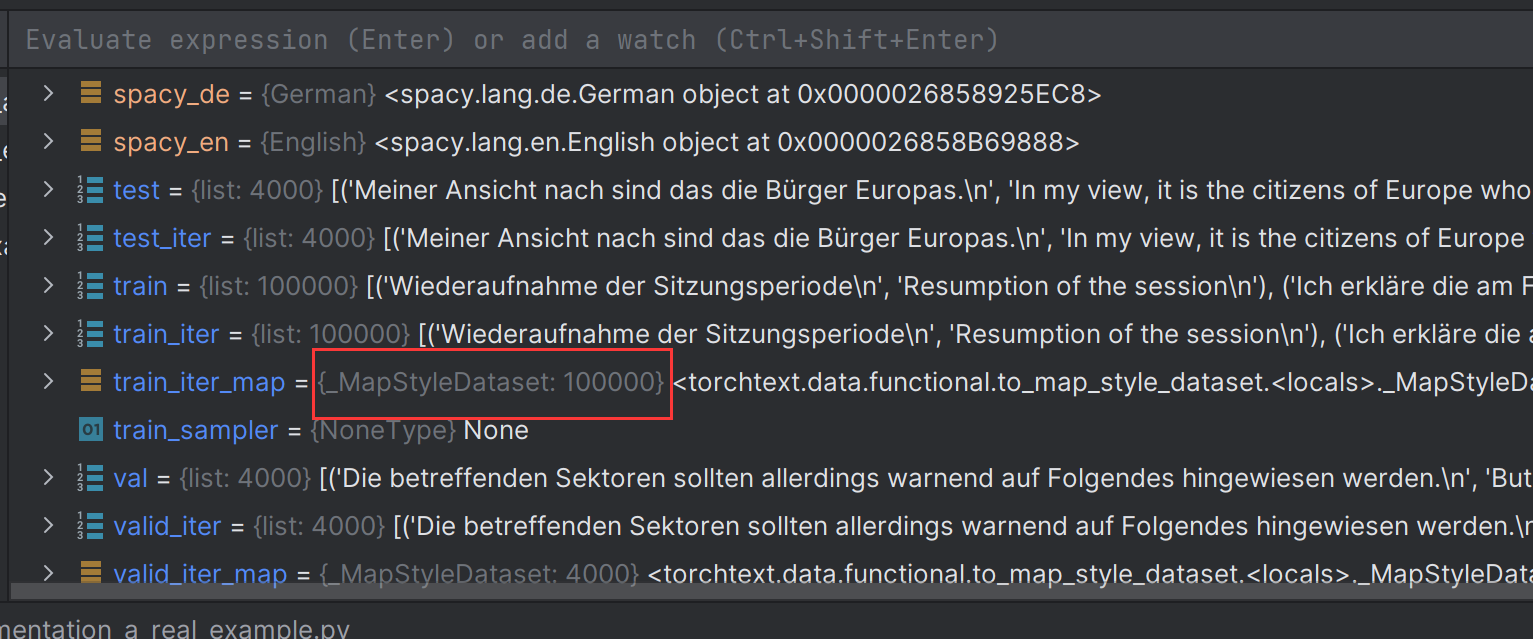 Evaluate expression (Enter) or add a watch (Ctrl+Shift+Enter)
spacy_de = {German} <spacy.lang.de.German object at 0x0000026858925EC8>
spacy_en = {English} <spacy.lang.en.English object at 0x0000026858B69888>
test = {list: 4000} [('Meiner Ansicht nach sind das die Bürger Europas.\n', 'In my view, it is the citizens of Europe who
test_iter = {list: 4000} [('Meiner Ansicht nach sind das die Bürger Europas.\n', 'In my view, it is the citizens of Europe
train = {list: 100000} [('Wiederaufnahme der Sitzungsperiode\n', 'Resumption of the session\n'), ('Ich erkläre die am F
train_iter = {list: 100000} [('Wiederaufnahme der Sitzungsperiode\n', 'Resumption of the session\n'), ('Ich erkläre die a
train_iter_map = {_MapStyleDataset: 100000} <torchtext.data.functional.to_map_style_dataset.<locals>._MapStyleDa
01 train_sampler = {NoneType} None
val = {list: 4000} [('Die betreffenden Sektoren sollten allerdings warnend auf Folgendes hingewiesen werden.\n', 'But
valid_iter = {list: 4000} [('Die betreffenden Sektoren sollten allerdings warnend auf Folgendes hingewiesen werden.\n
valid_iter_map = {_MapStyleDataset: 4000} <torchtext.data.functional.to_map_style_dataset.<locals>._MapStyleDat
mentation_a_real_example.py